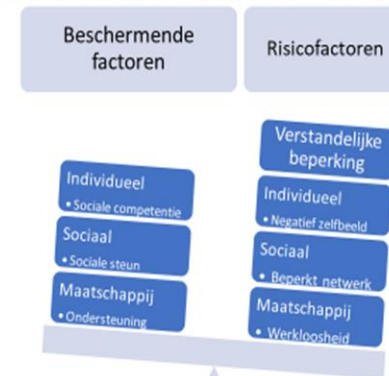 Beschermende
factoren
Risicofactoren
Individueel
• Sociale competentie
Sociaal
• Sociale steun
Maatschappij
• Ondersteuning
Verstandelijke
beperking
Individueel
• Negatief zelfbeeld
Sociaal
• Beperkt netwerk
Maatschappij
• Werkloosheid